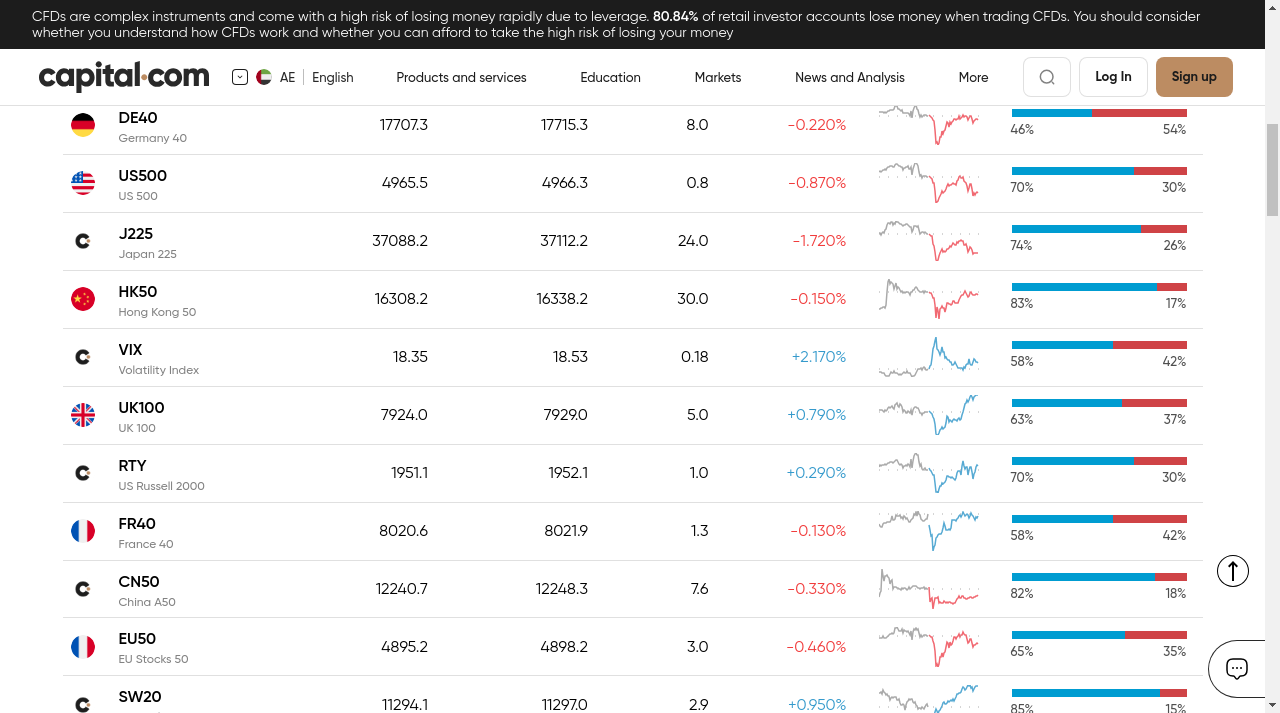 CFDs are complex instruments and come with a high risk of losing money rapidly due to leverage. 80.84% of retail investor accounts lose money when trading CFDs. You should consider
whether you understand how CFDs work and whether you can afford to take the high risk of losing your money
capital.com AE English Products and services Education Markets News and Analysis More Log In Sign up
DE40 17707.3 17715.3 8.0 -0.220%
Germany 40 46% 54%
US500 4965.5 4966.3 0.8 -0.870%
US 500 70% 30%
J225 37088.2 37112.2 24.0 -1.720%
Japan 225 74% 26%
HK50 16308.2 16338.2 30.0 -0.150%
Hong Kong 50 83% 17%
VIX 18.35 18.53 0.18 +2.170%
Volatility Index 58% 42%
UK100 7924.0 7929.0 5.0 +0.790%
UK 100 63% 37%
RTY 1951.1 1952.1 1.0 +0.290%
US Russell 2000 70% 30%
FR40 8020.6 8021.9 1.3 -0.130%
France 40 58% 42%
CN50 12240.7 12248.3 7.6 -0.330%
China A50 82% 18%
EU50 4895.2 4898.2 3.0 -0.460%
EU Stocks 50 65% 35%
SW20 11294.1 11297.0 2.9 +0.950%
85% 15%